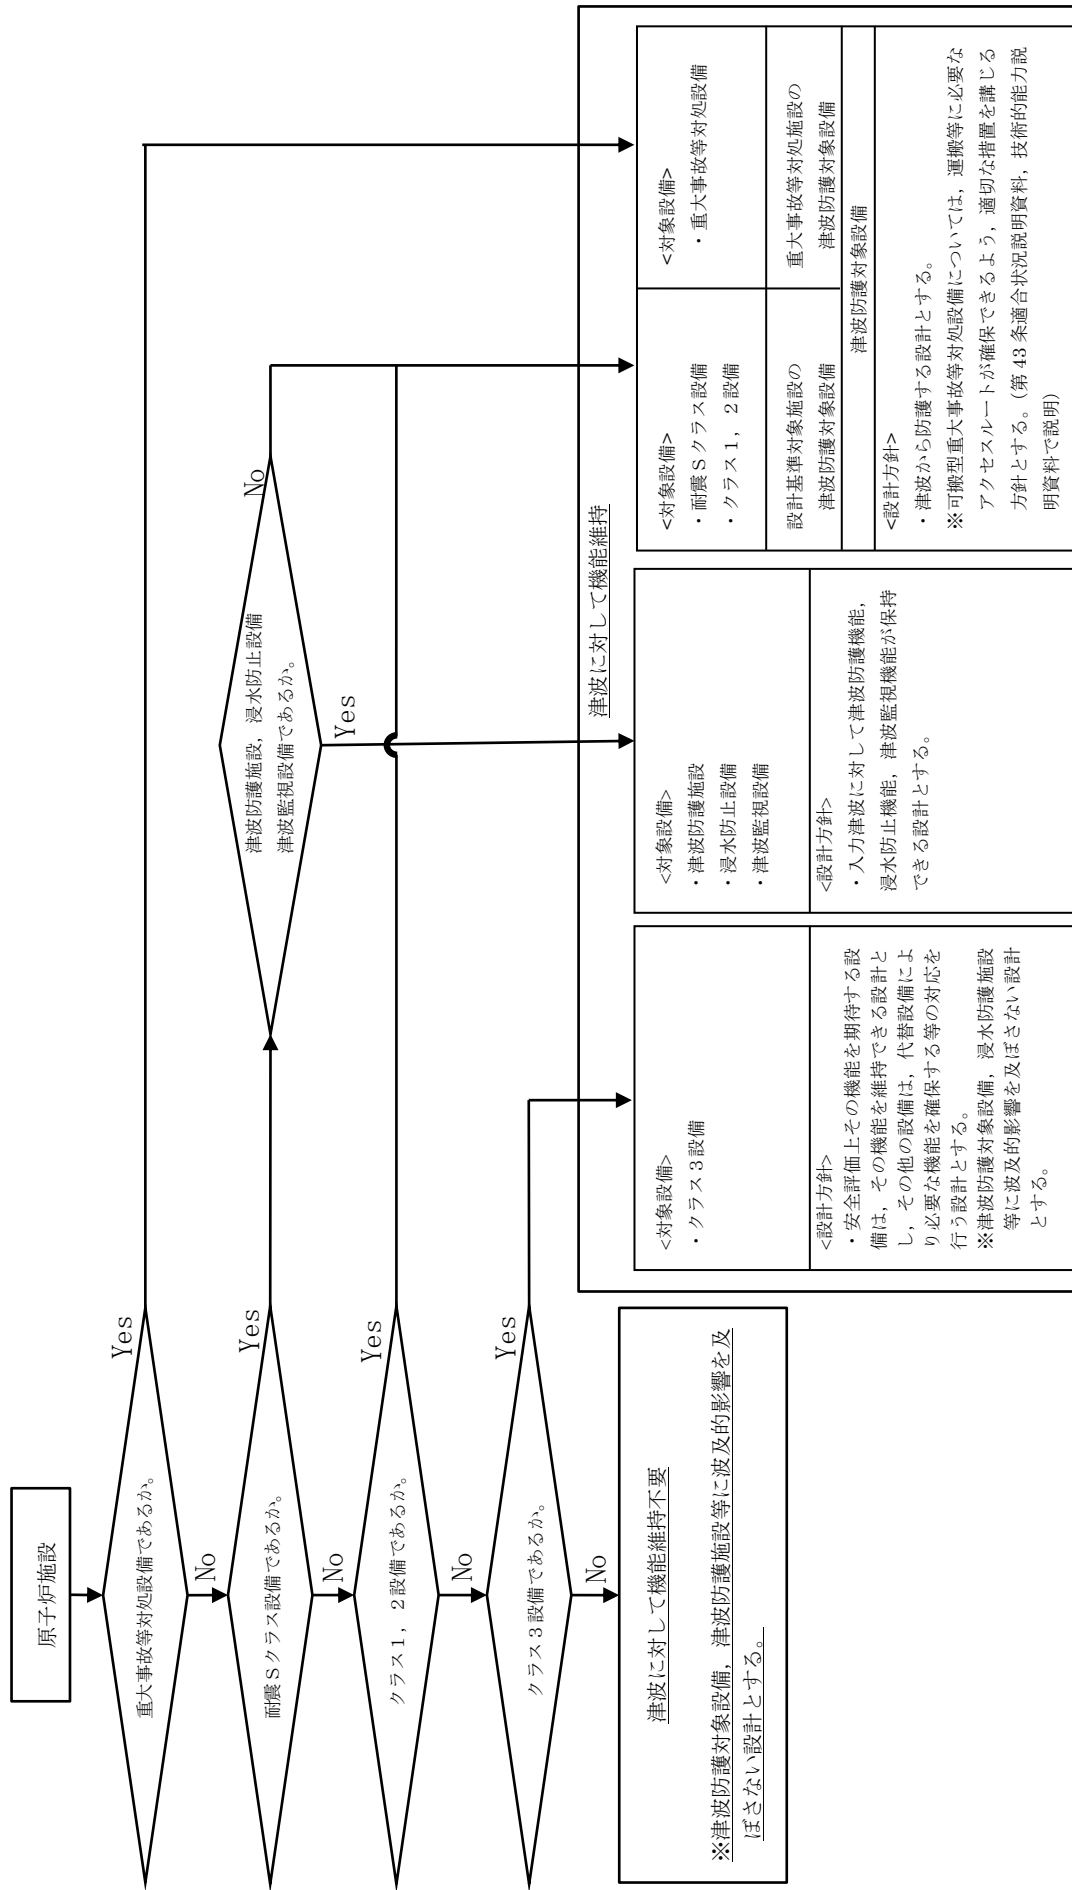 原子炉施設
重大事故等対処設備であるか。
Yes
No
耐震Ｓクラス設備であるか。
Yes
No
クラス１，２設備であるか。
Yes
No
クラス３設備であるか。
Yes
No
津波防護施設，浸水防止設備
津波監視設備であるか。
No
Yes
津波に対して機能維持不要
※津波防護対象設備，津波防護施設等に波及的影響を及
ぼさない設計とする。
津波に対して機能維持
<対象設備>
・クラス３設備
<設計方針>
・安全評価上その機能を期待する設
備は，その機能を維持できる設計と
し，その他の設備は，代替設備によ
り必要な機能を確保する等の対応を
行う設計とする。
※津波防護対象設備，浸水防護施設
等に波及的影響を及ぼさない設計
とする。
<対象設備>
・津波防護施設
・浸水防止設備
・津波監視設備
<設計方針>
・入力津波に対して津波防護機能，
浸水防止機能，津波監視機能が保持
できる設計とする。
<対象設備>
・耐震Ｓクラス設備
・クラス１，２設備
設計基準対象施設の
津波防護対象設備
<対象設備>
・重大事故等対処設備
重大事故等対処施設の
津波防護対象設備
津波防護対象設備
<設計方針>
・津波から防護する設計とする。
※可搬型重大事故等対処設備については，運搬等に必要な
アクセスルートが確保できるよう，適切な措置を講じる
方針とする。（第 43 条適合状況説明資料，技術的能力説
明資料で説明）